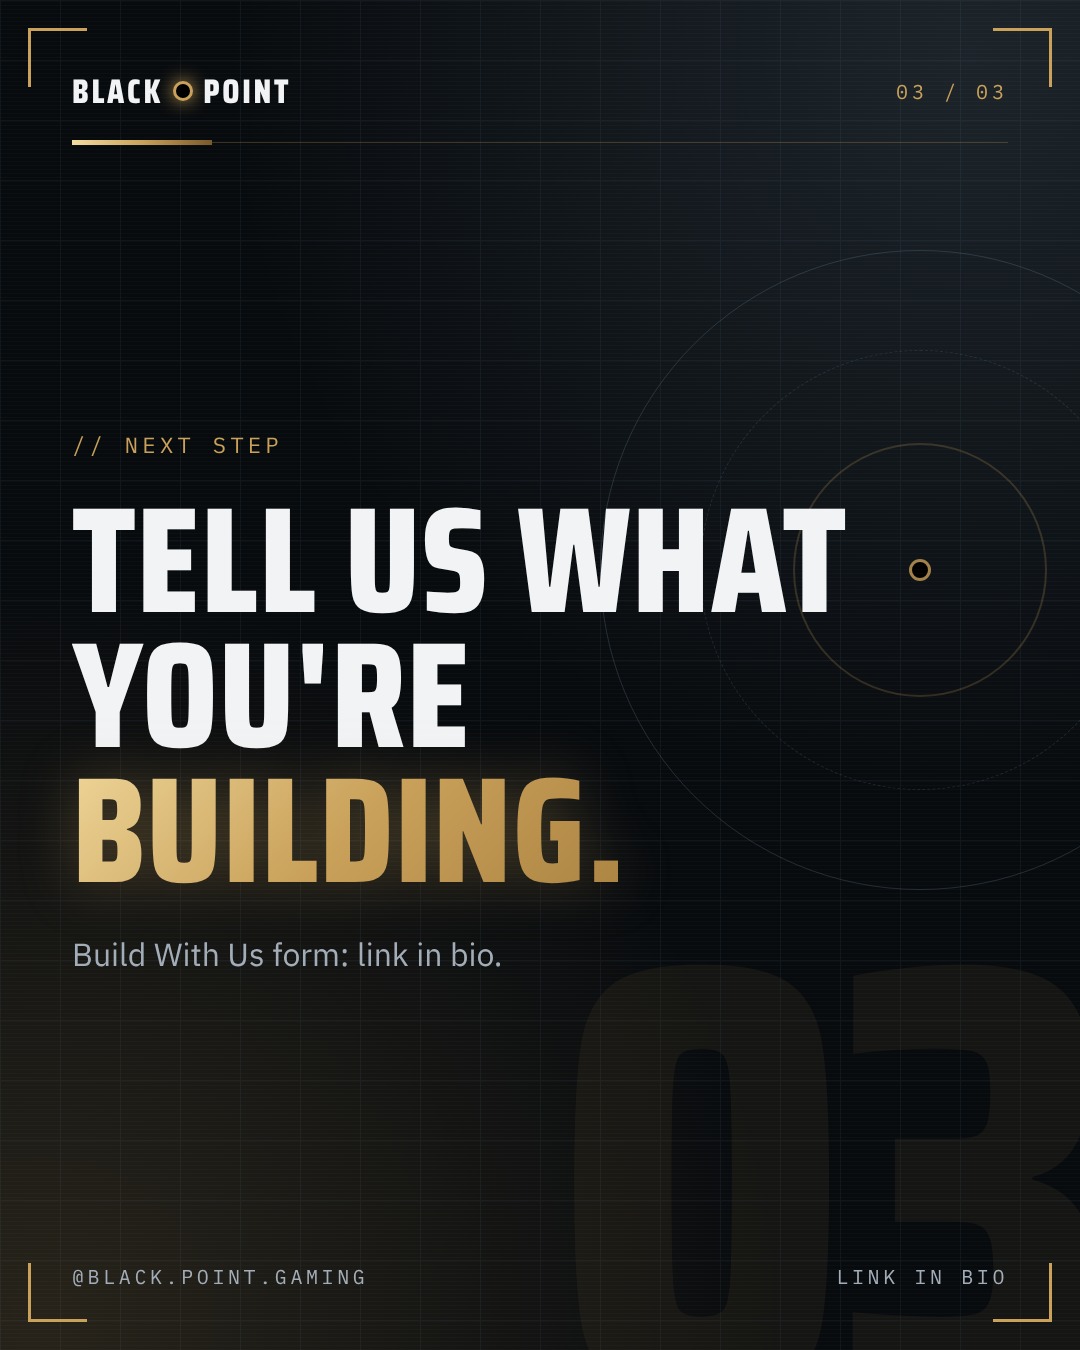 BLACK POINT
03 / 03
// NEXT STEP
TELL US WHAT
YOU'RE
BUILDING.
Build With Us form: link in bio.
03
@BLACK.POINT.GAMING
LINK IN BIO